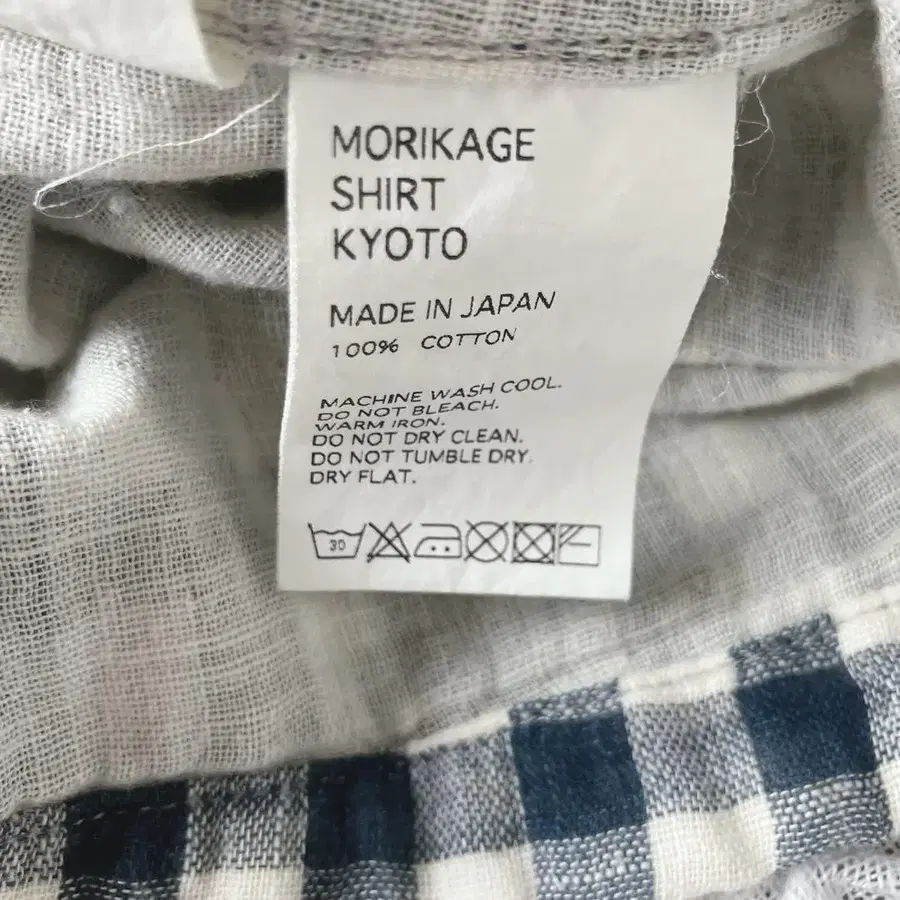 MORIKAGE
SHIRT
KYOTO
MADE IN JAPAN
100% COTTON
MACHINE WASH COOL.
DO NOT BLEACH.
WARM IRON.
DO NOT DRY CLEAN.
DO NOT TUMBLE DRY.
DRY FLAT.
30